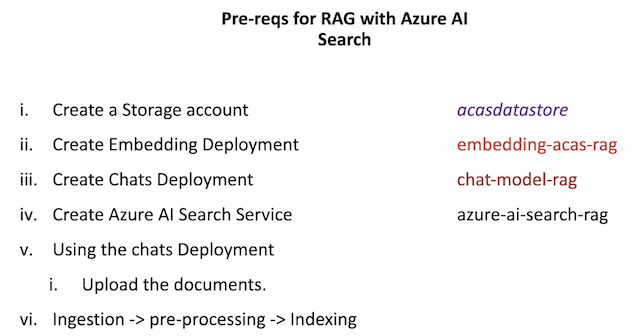 Pre-reqs for RAG with Azure AI
Search
i. Create a Storage account acasdatastore
ii. Create Embedding Deployment embedding-acas-rag
iii. Create Chats Deployment chat-model-rag
iv. Create Azure AI Search Service azure-ai-search-rag
v. Using the chats Deployment
i. Upload the documents.
vi. Ingestion -> pre-processing -> Indexing